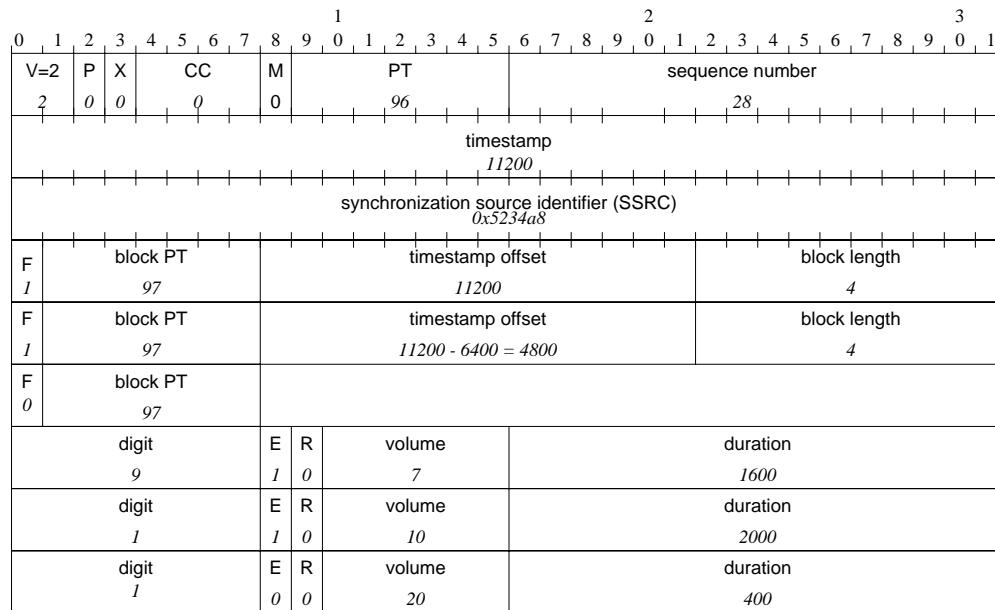 1 2 3
0 1 2 3 4 5 6 7 8 9 0 1 2 3 4 5 6 7 8 9 0 1 2 3 4 5 6 7 8 9 0 1
V=2 P X CC M PT sequence number
2 0 0 0 0 96 28
timestamp
11200
synchronization source identifier (SSRC)
0x5234a8
F block PT timestamp offset block length
1 97 11200 4
F block PT timestamp offset block length
1 97 11200 - 6400 = 4800 4
F block PT
0 97
digit E R volume duration
9 1 0 7 1600
digit E R volume duration
1 1 0 10 2000
digit E R volume duration
1 0 0 20 400